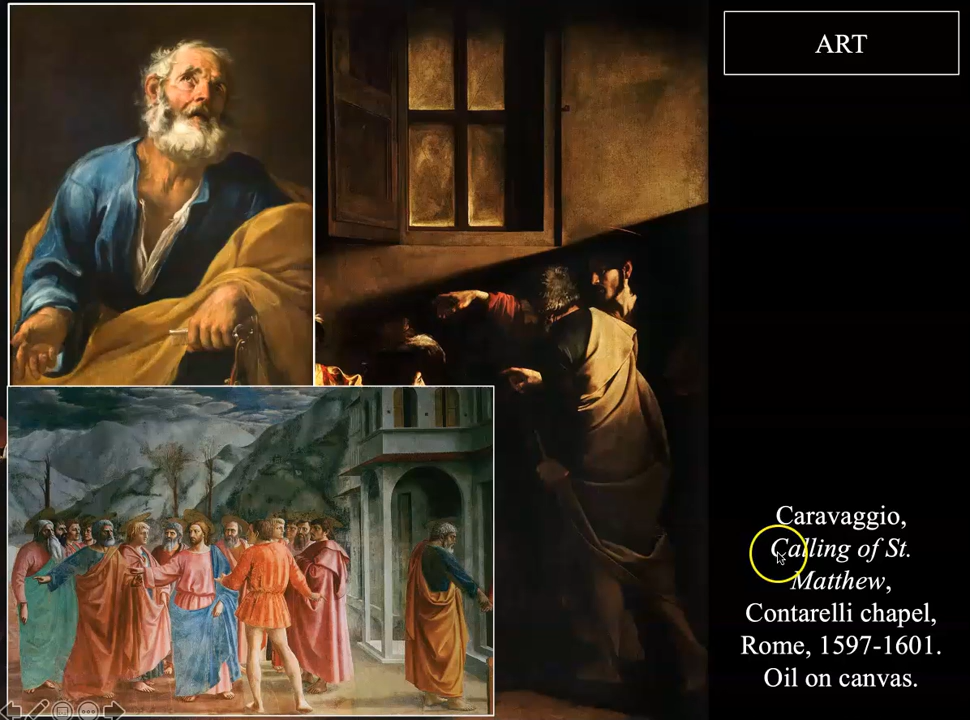 ART
Caravaggio,
Calling of St.
Matthew,
Contarelli chapel,
Rome, 1597-1601.
Oil on canvas.